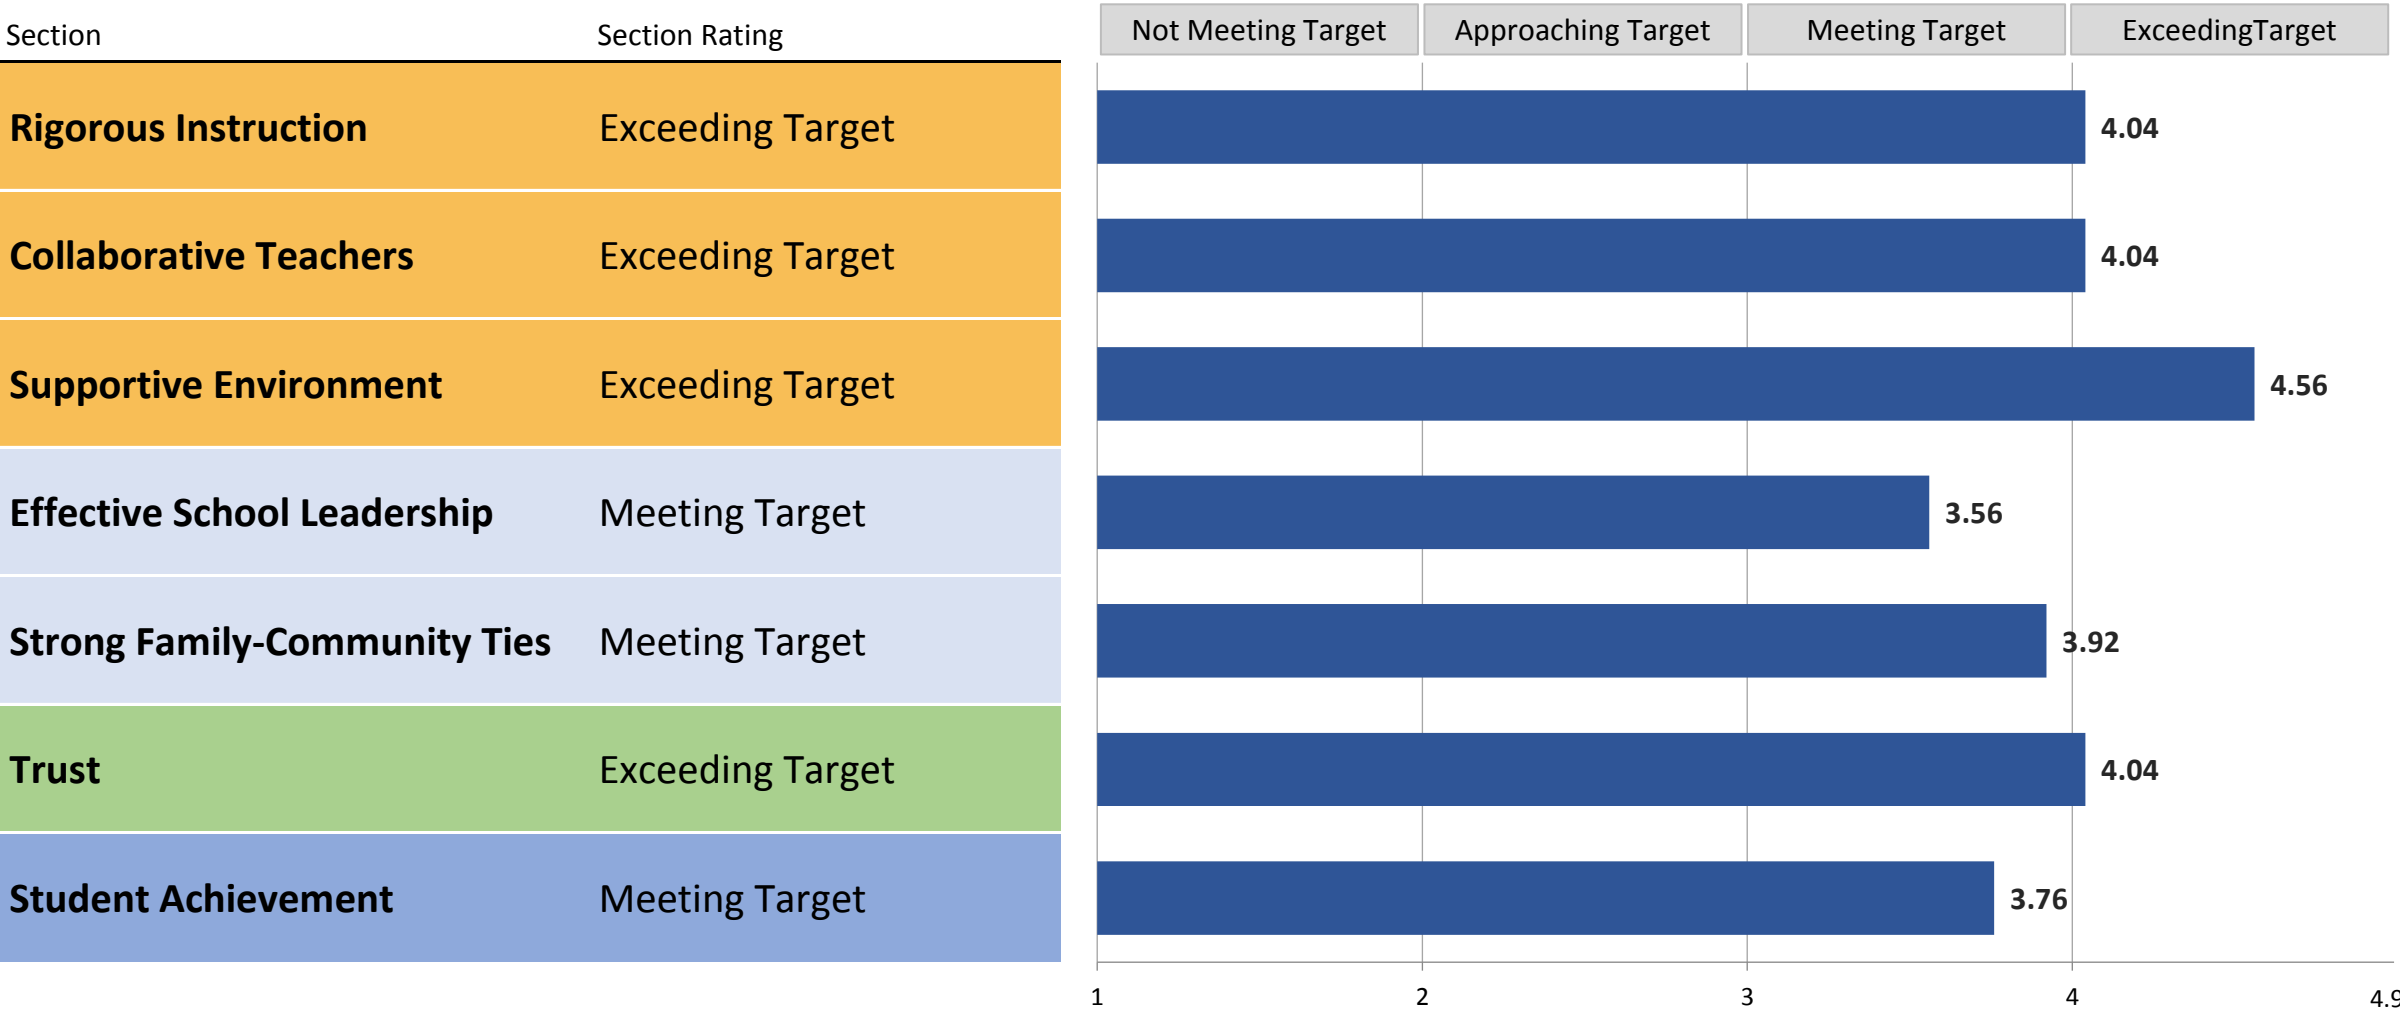 Section Section Rating Not Meeting Target Approaching Target Meeting Target ExceedingTarget
Rigorous Instruction Exceeding Target 4.04
Collaborative Teachers Exceeding Target 4.04
Supportive Environment Exceeding Target 4.56
Effective School Leadership Meeting Target 3.56
Strong Family-Community Ties Meeting Target 3.92
Trust Exceeding Target 4.04
Student Achievement Meeting Target 3.76
1 2 3 4 4.9